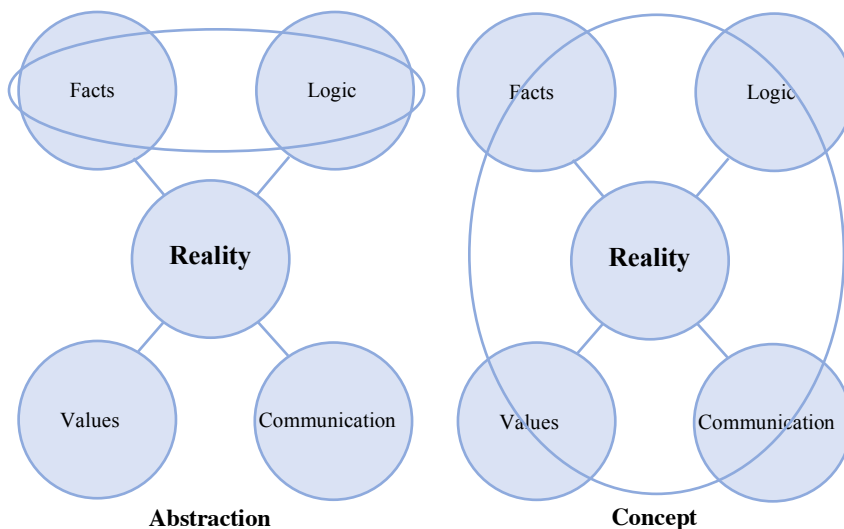 Facts
Logic
Reality
Values
Communication
Abstraction
Facts
Logic
Reality
Values
Communication
Concept